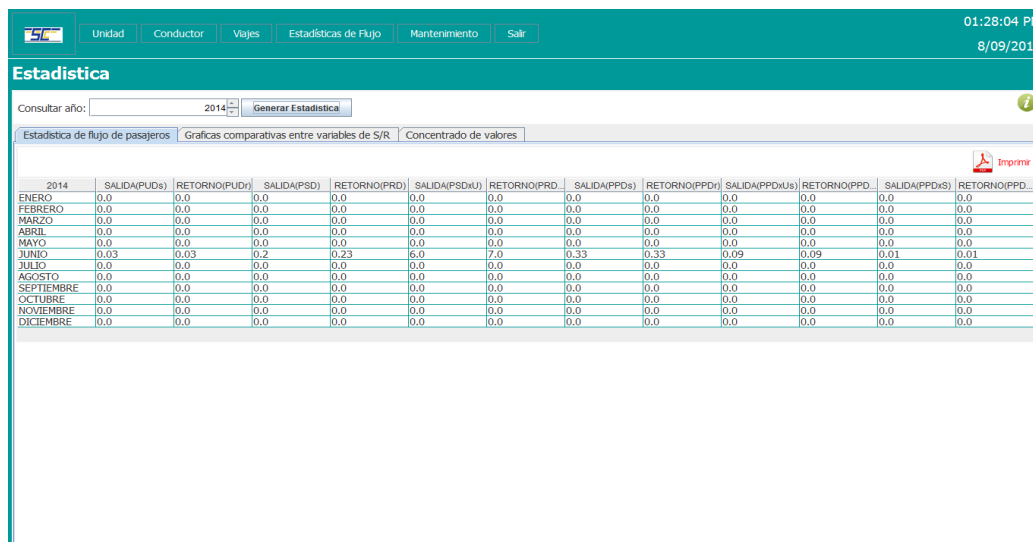 01:28:04 P
TSCT Unidad Conductor Viajes Estadísticas de Flujo Mantenimiento Salir
8/09/201
Estadistica
Consultar año: 2014 Generar Estadistica
Estadistica de flujo de pasajeros Graficas comparativas entre variables de S/R Concentrado de valores
Imprimir
2014 SALIDA(PUDs) RETORNO(PUDr) SALIDA(PSD) RETORNO(PRD) SALIDA(PSDxU) RETORNO(PRD... SALIDA(PPDs) RETORNO(PPDr) SALIDA(PPDxUs) RETORNO(PPD... SALIDA(PPDxS) RETORNO(PPD...
ENERO 0.0 0.0 0.0 0.0 0.0 0.0 0.0 0.0 0.0 0.0 0.0 0.0
FEBRERO 0.0 0.0 0.0 0.0 0.0 0.0 0.0 0.0 0.0 0.0 0.0 0.0
MARZO 0.0 0.0 0.0 0.0 0.0 0.0 0.0 0.0 0.0 0.0 0.0 0.0
ABRIL 0.0 0.0 0.0 0.0 0.0 0.0 0.0 0.0 0.0 0.0 0.0 0.0
MAYO 0.0 0.0 0.0 0.0 0.0 0.0 0.0 0.0 0.0 0.0 0.0 0.0
JUNIO 0.03 0.03 0.2 0.23 6.0 7.0 0.33 0.33 0.09 0.09 0.01 0.01
JULIO 0.0 0.0 0.0 0.0 0.0 0.0 0.0 0.0 0.0 0.0 0.0 0.0
AGOSTO 0.0 0.0 0.0 0.0 0.0 0.0 0.0 0.0 0.0 0.0 0.0 0.0
SEPTIEMBRE 0.0 0.0 0.0 0.0 0.0 0.0 0.0 0.0 0.0 0.0 0.0 0.0
OCTUBRE 0.0 0.0 0.0 0.0 0.0 0.0 0.0 0.0 0.0 0.0 0.0 0.0
NOVIEMBRE 0.0 0.0 0.0 0.0 0.0 0.0 0.0 0.0 0.0 0.0 0.0 0.0
DICIEMBRE 0.0 0.0 0.0 0.0 0.0 0.0 0.0 0.0 0.0 0.0 0.0 0.0